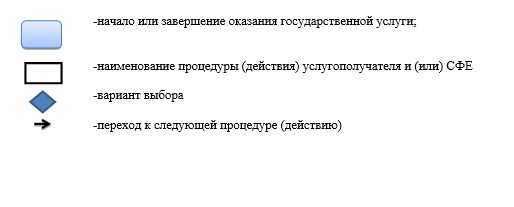 -начало или завершение оказания государственной услуги;
-наименование процедуры (действия) услугополучателя и (или) СФЕ
-вариант выбора
-переход к следующей процедуре (действию)